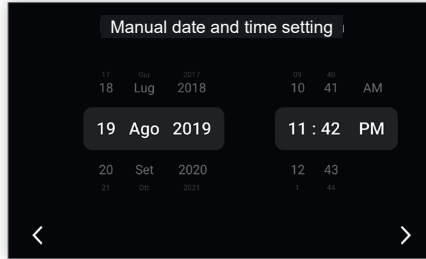 Manual date and time setting
17 Giu 2017 09 40
18 Lug 2018 10 41 AM
19 Ago 2019 11 : 42 PM
20 Set 2020 12 43
21 Ott 2021 1 44